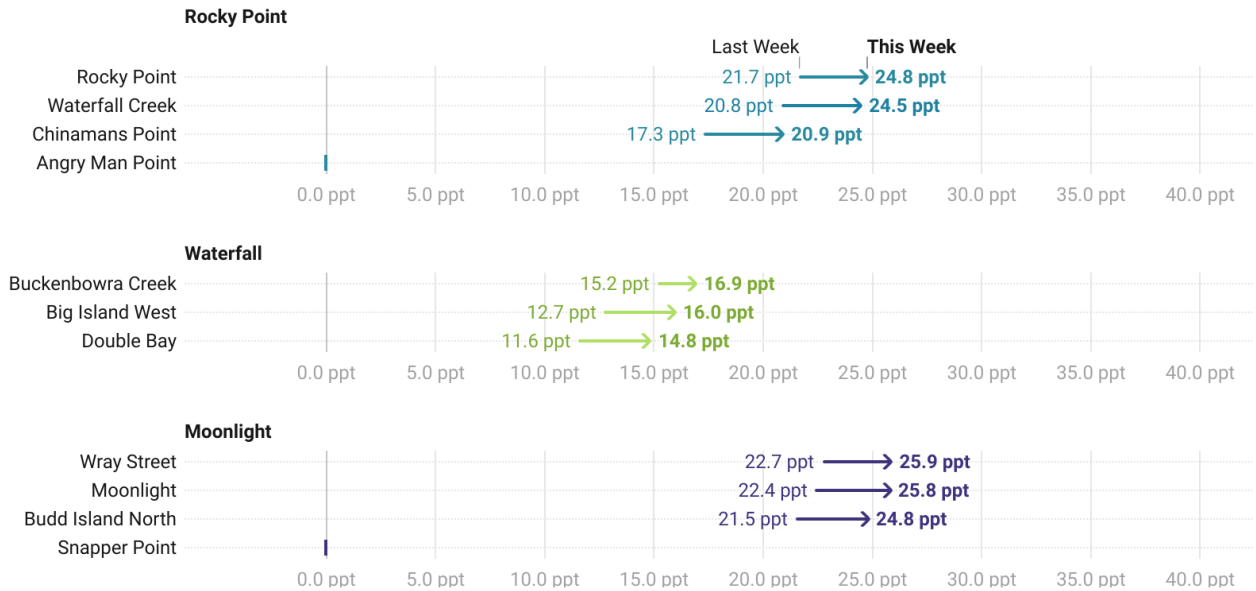 Rocky Point
Last Week This Week
Rocky Point 21.7 ppt 24.8 ppt
Waterfall Creek 20.8 ppt 24.5 ppt
Chinamans Point 17.3 ppt 20.9 ppt
Angry Man Point
0.0 ppt 5.0 ppt 10.0 ppt 15.0 ppt 20.0 ppt 25.0 ppt 30.0 ppt 35.0 ppt 40.0 ppt
Waterfall
Buckenbowra Creek 15.2 ppt 16.9 ppt
Big Island West 12.7 ppt 16.0 ppt
Double Bay 11.6 ppt 14.8 ppt
0.0 ppt 5.0 ppt 10.0 ppt 15.0 ppt 20.0 ppt 25.0 ppt 30.0 ppt 35.0 ppt 40.0 ppt
Moonlight
Wray Street 22.7 ppt 25.9 ppt
Moonlight 22.4 ppt 25.8 ppt
Budd Island North 21.5 ppt 24.8 ppt
Snapper Point
0.0 ppt 5.0 ppt 10.0 ppt 15.0 ppt 20.0 ppt 25.0 ppt 30.0 ppt 35.0 ppt 40.0 ppt